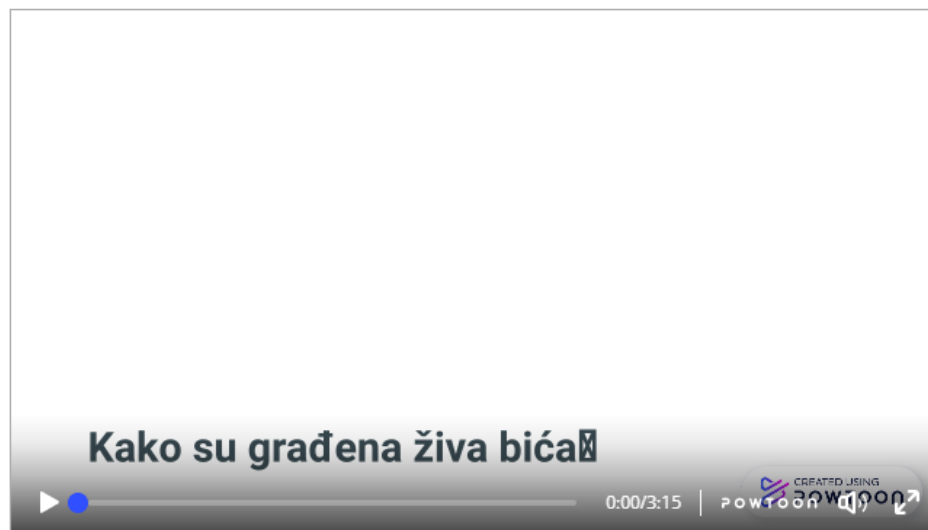 Kako su građena živa bića
CREATED USING
0:00/3:15 POWTOON POWTOON